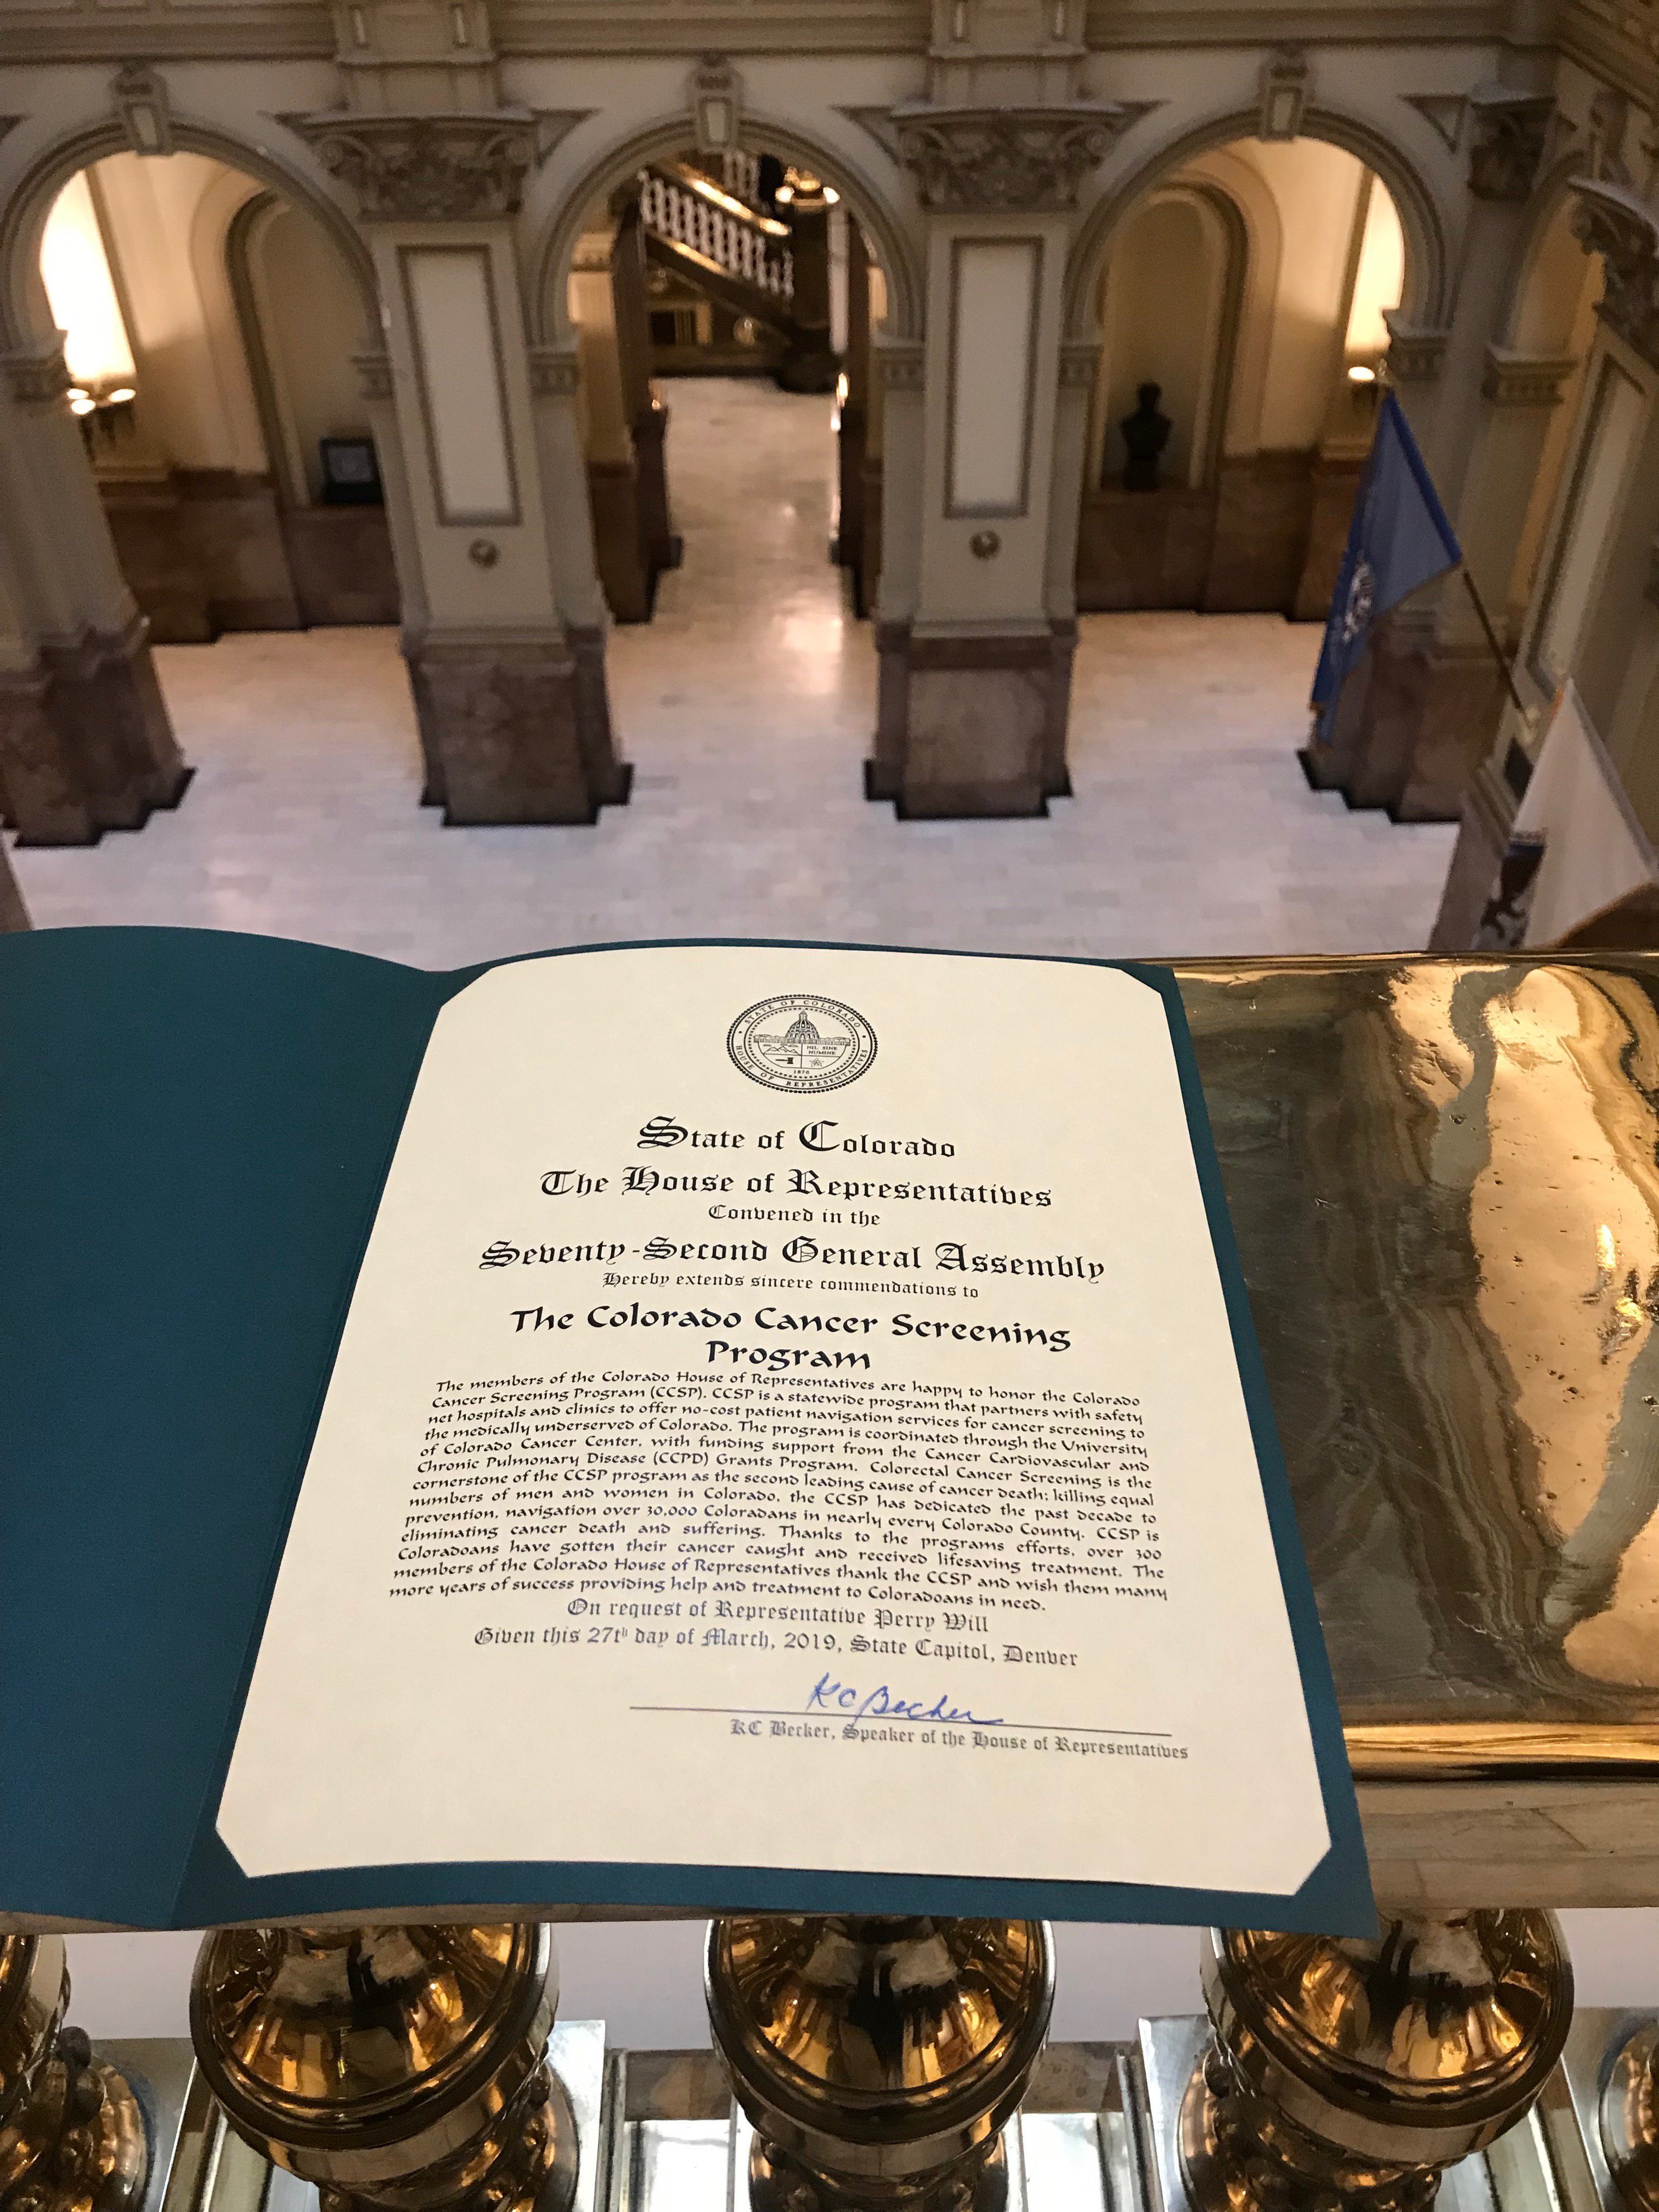 STATE OF COLORADO
NIL SINE
NUMINE
1876
HOUSE OF REPRESENTATIVES
State of Colorado
The House of Representatives
Convened in the
Seventy-Second General Assembly
Hereby extends sincere commendations to
The Colorado Cancer Screening
Program
The members of the Colorado House of Representatives are happy to honor the Colorado
Cancer Screening Program (CCSP). CCSP is a statewide program that partners with safety
net hospitals and clinics to offer no-cost patient navigation services for cancer screening to
the medically underserved of Colorado. The program is coordinated through the University
of Colorado Cancer Center, with funding support from the Cancer Cardiovascular and
Chronic Pulmonary Disease (CCPD) Grants Program. Colorectal Cancer Screening is the
cornerstone of the CCSP program as the second leading cause of cancer death; killing equal
numbers of men and women in Colorado. the CCSP has dedicated the past decade to
prevention, navigation over 30,000 Coloradans in nearly every Colorado County. CCSP is
eliminating cancer death and suffering. Thanks to the programs efforts, over 300
Coloradoans have gotten their cancer caught and received lifesaving treatment. The
members of the Colorado House of Representatives thank the CCSP and wish them many
more years of success providing help and treatment to Coloradoans in need.
On request of Representative Perry Will
Given this 27th day of March, 2019, State Capitol, Denver
KC Becker
KC Becker, Speaker of the House of Representatives